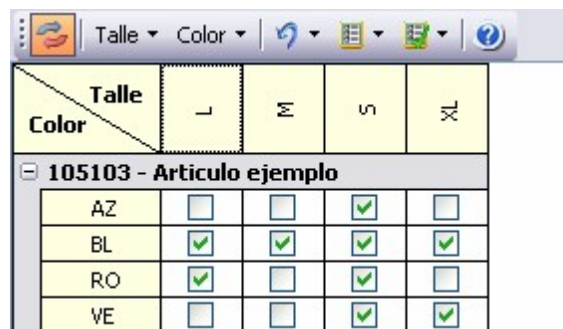 Talle Color
Talle
Color
L M S XL
105103 - Articulo ejemplo
AZ
BL
RO
VE